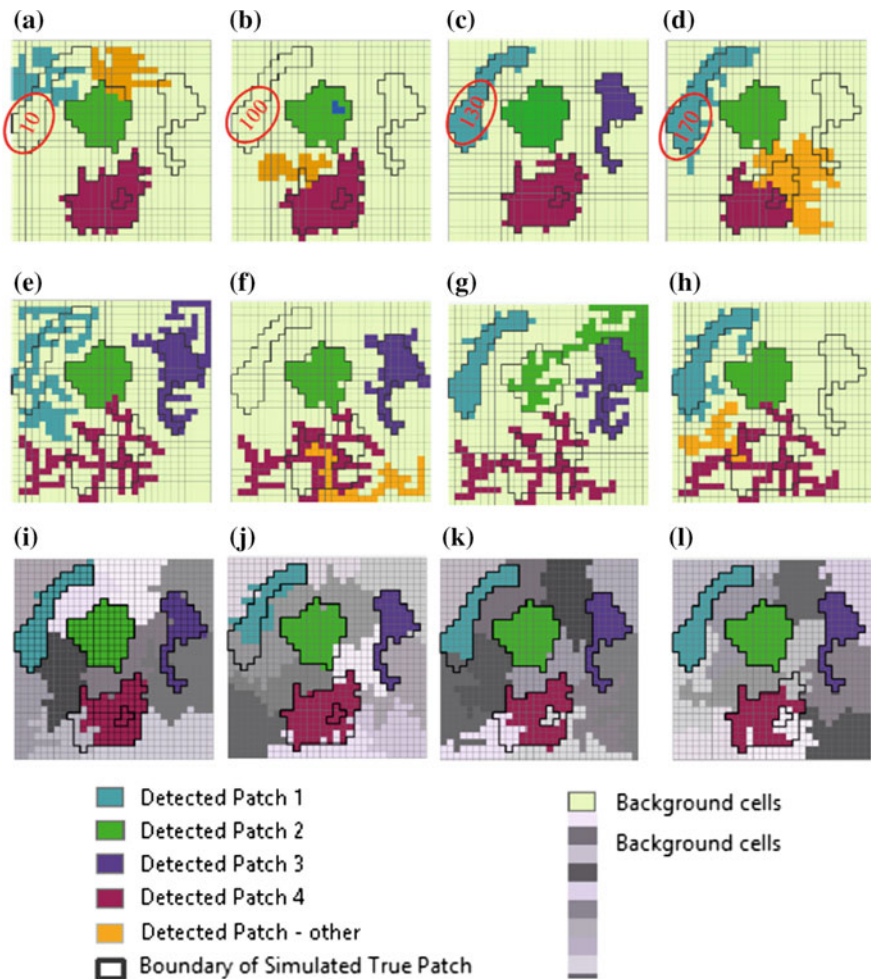 (a)
(b)
(c)
(d)
10
100
130
170
(e)
(f)
(g)
(h)
(i)
(j)
(k)
(l)
Detected Patch 1
Detected Patch 2
Detected Patch 3
Detected Patch 4
Detected Patch - other
Boundary of Simulated True Patch
Background cells
Background cells